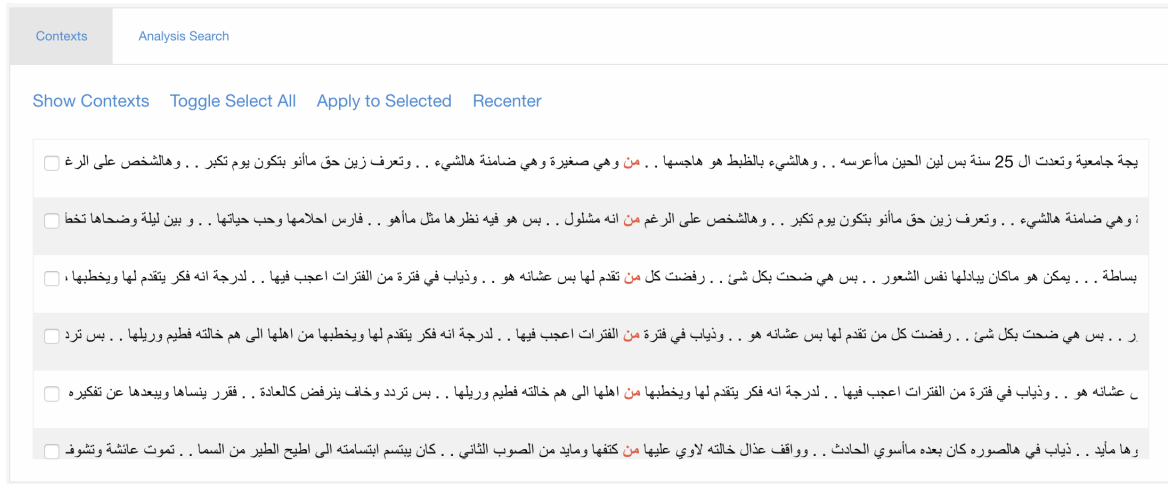 Contexts Analysis Search
Show Contexts Toggle Select All Apply to Selected Recenter
يجة جامعية وتعدت ال 25 سنة بس لين الحين ماأعرسه . . وهالشيء بالظبط هو هاجسها . . من وهي صغيرة وهي ضامنة هالشيء . . وتعرف زين حق ماأنو بتكون يوم تكبر . . وهالشخص على الرغ
وهي ضامنة هالشيء . . وتعرف زين حق ماأنو بتكون يوم تكبر . . وهالشخص على الرغم من انه مشلول . . بس هو فيه نظرها مثل ماأهو . . فارس احلامها وحب حياتها . . و بين ليلة وضحاها تخط
بساطة . . . يمكن هو ماكان يبادلها نفس الشعور . . بس هي ضحت بكل شئ . . رفضت كل من تقدم لها بس عشانه هو . . وذياب في فترة من الفترات اعجب فيها . . لدرجة انه فكر يتقدم لها ويخطبها
ر . . بس هي ضحت بكل شئ . . رفضت كل من تقدم لها بس عشانه هو . . وذياب في فترة من الفترات اعجب فيها . . لدرجة انه فكر يتقدم لها ويخطبها من اهلها الى هم خالته فطيم وريلها . . بس ترد
عشانه هو . . وذياب في فترة من الفترات اعجب فيها . . لدرجة انه فكر يتقدم لها ويخطبها من اهلها الى هم خالته فطيم وريلها . . بس تردد وخاف ينرفض كالعادة . . فقرر ينساها ويبعدها عن تفكيره
وها مأيد . . ذياب في هالصوره كان بعده ماأسوي الحادث . . وواقف عذال خالته لاوي عليها من كتفها ومايد من الصوب الثاني . . كان يبتسم ابتسامته الى اطيح الطير من السما . . تموت عائشة وتشوف